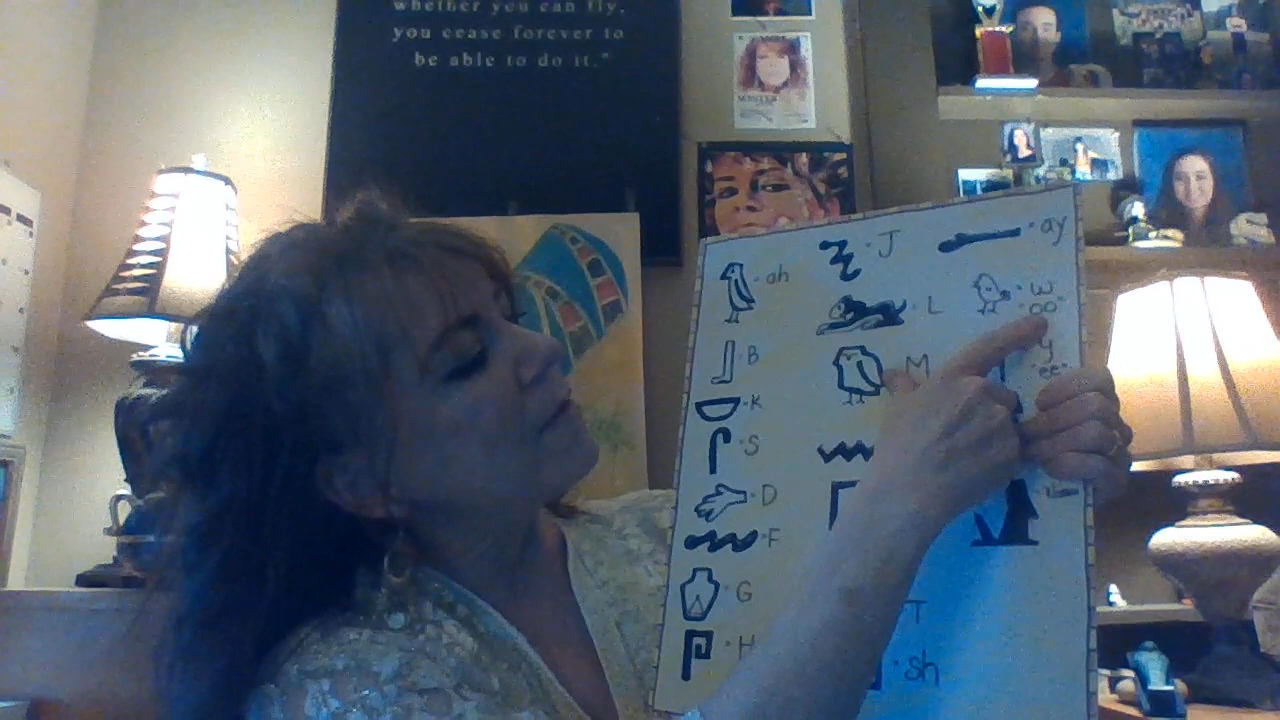 whether you can fly,
you cease forever to
be able to do it."
ah
B
K
S
D
F
G
H
J
L
M
T
sh
ay
w
"oo"
y
"ee"